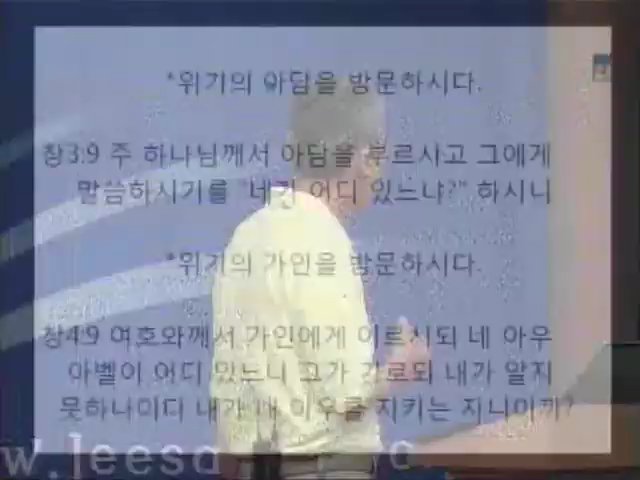 *위기의 아담을 방문하시다.
창3:9 주 하나님께서 아담을 부르시고 그에게
말씀하시기를 "네가 어디 있느냐?" 하시니
*위기의 가인을 방문하시다.
창4:9 여호와께서 가인에게 이르시되 네 아우
아벨이 어디 있느냐 그가 가로되 내가 알지
못하나이다 내가 내 아우를 지키는 자니이까?
w.leesa